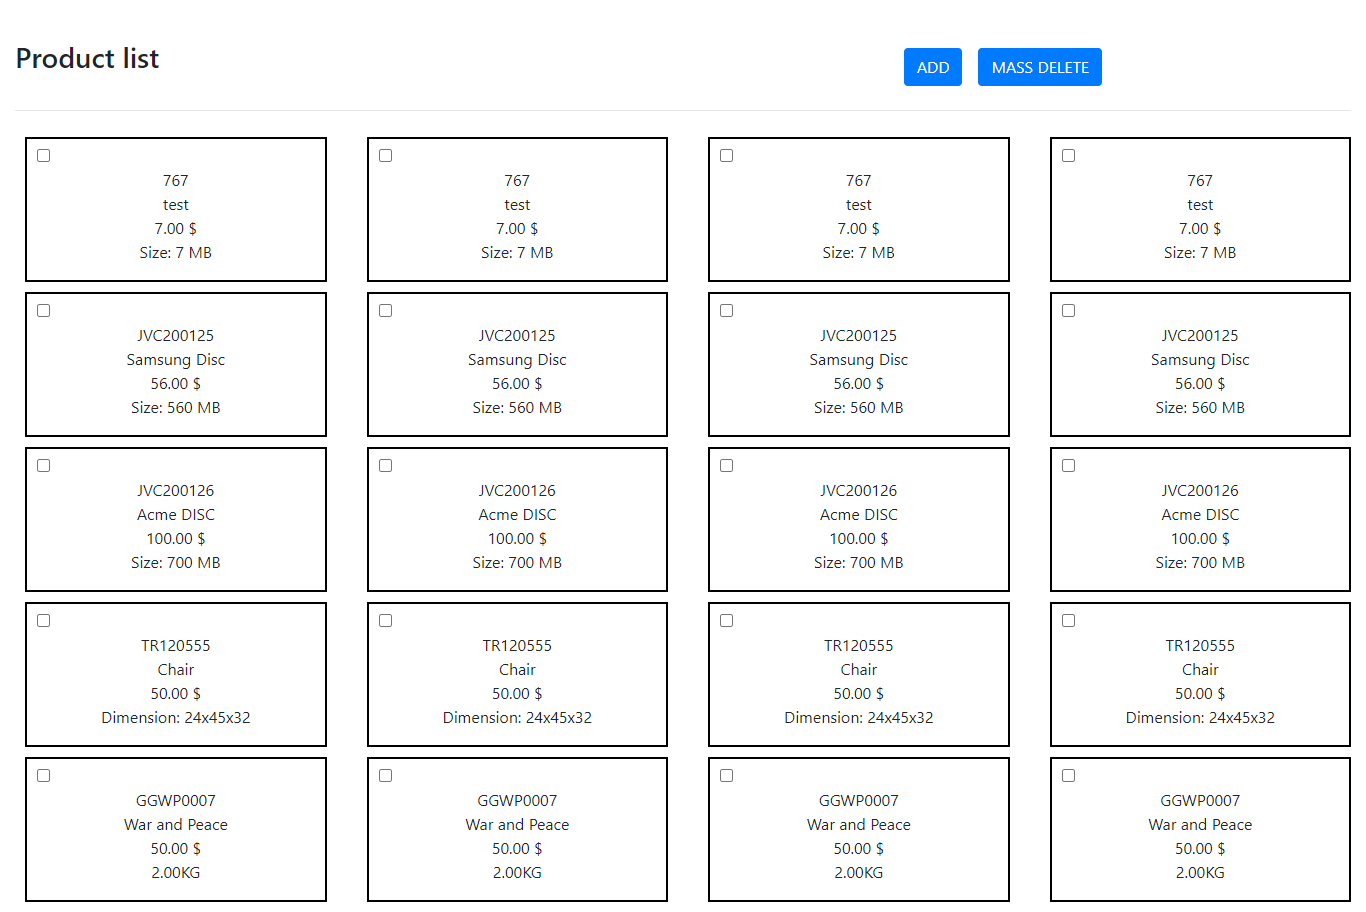 Product list
ADD
MASS DELETE
767
test
7.00 $
Size: 7 MB
767
test
7.00 $
Size: 7 MB
767
test
7.00 $
Size: 7 MB
767
test
7.00 $
Size: 7 MB
JVC200125
Samsung Disc
56.00 $
Size: 560 MB
JVC200125
Samsung Disc
56.00 $
Size: 560 MB
JVC200125
Samsung Disc
56.00 $
Size: 560 MB
JVC200125
Samsung Disc
56.00 $
Size: 560 MB
JVC200126
Acme DISC
100.00 $
Size: 700 MB
JVC200126
Acme DISC
100.00 $
Size: 700 MB
JVC200126
Acme DISC
100.00 $
Size: 700 MB
JVC200126
Acme DISC
100.00 $
Size: 700 MB
TR120555
Chair
50.00 $
Dimension: 24x45x32
TR120555
Chair
50.00 $
Dimension: 24x45x32
TR120555
Chair
50.00 $
Dimension: 24x45x32
TR120555
Chair
50.00 $
Dimension: 24x45x32
GGWP0007
War and Peace
50.00 $
2.00KG
GGWP0007
War and Peace
50.00 $
2.00KG
GGWP0007
War and Peace
50.00 $
2.00KG
GGWP0007
War and Peace
50.00 $
2.00KG